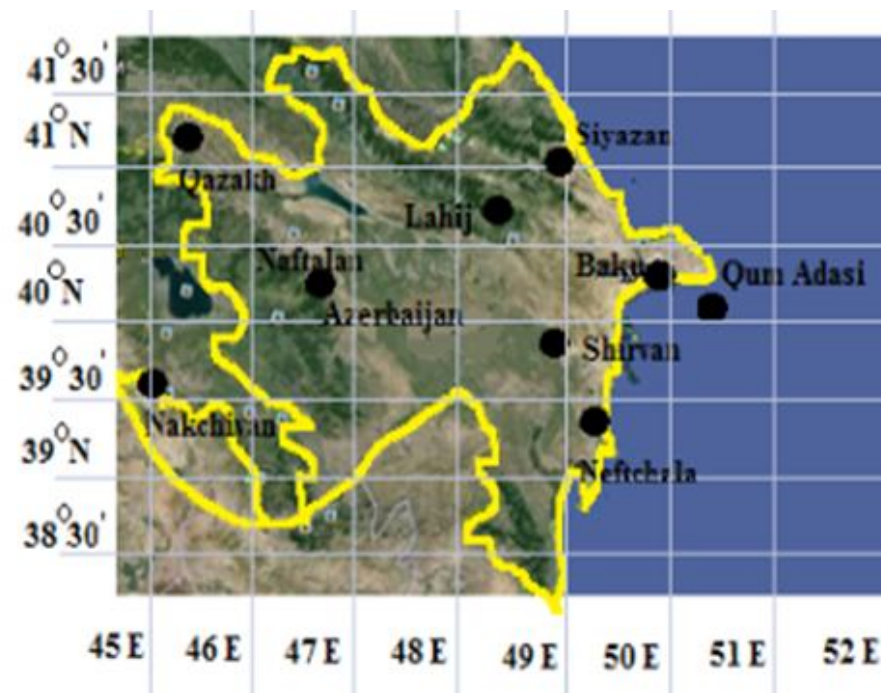 41°30'
41°N
40°30'
40°N
39°30'
39°N
38°30'
Siyazan
Qazakh
Lahij
Naftalan
Baku
Qum Adasi
Azerbaijan
Shirvan
Nakchivan
Neftchala
45 E 46 E 47 E 48 E 49 E 50 E 51 E 52 E